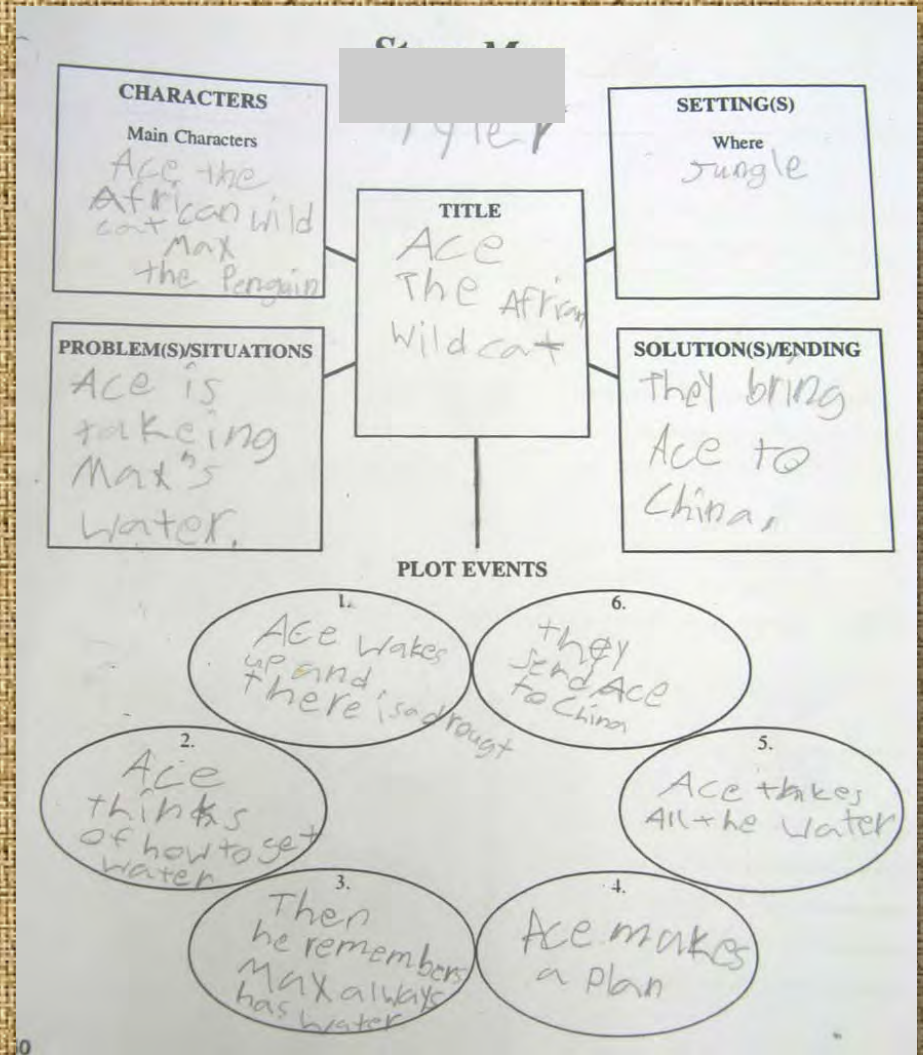 Tyler
CHARACTERS
Main Characters
Ace the
African wild
cat
Max
the Penguin
SETTING(S)
Where
Jungle
TITLE
Ace
The African
Wild cat
PROBLEM(S)/SITUATIONS
Ace is
takeing
Max's
water.
SOLUTION(S)/ENDING
They bring
Ace to
China.
PLOT EVENTS
1.
Ace wakes
up and
there is a drougt
2.
Ace
thinks
of how to get
water
3.
Then
he remembers
Max always
has water
4.
Ace makes
a plan
5.
Ace takes
All the water
6.
they
send Ace
to China